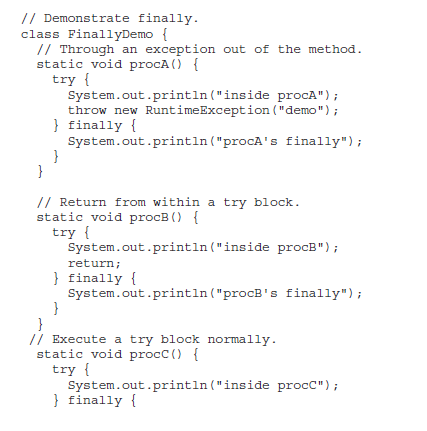 // Demonstrate finally.
class FinallyDemo {
  // Through an exception out of the method.
  static void procA() {
    try {
      System.out.println("inside procA");
      throw new RuntimeException("demo");
    } finally {
      System.out.println("procA's finally");
    }
  }

  // Return from within a try block.
  static void procB() {
    try {
      System.out.println("inside procB");
      return;
    } finally {
      System.out.println("procB's finally");
    }
  }
 // Execute a try block normally.
  static void procC() {
    try {
      System.out.println("inside procC");
    } finally {